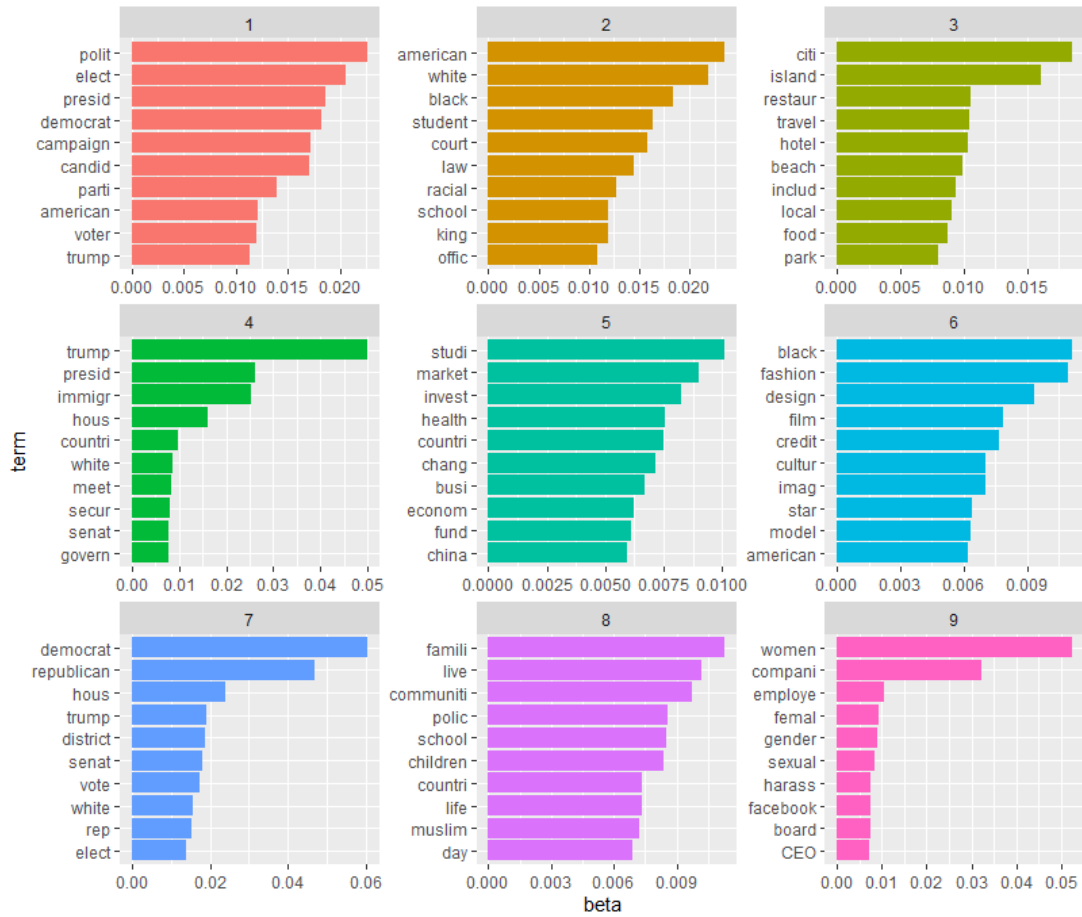 1
polit
elect
presid
democrat
campaign
candid
parti
american
voter
trump
0.000 0.005 0.010 0.015 0.020
2
american
white
black
student
court
law
racial
school
king
offic
0.000 0.005 0.010 0.015 0.020
3
citi
island
restaur
travel
hotel
beach
includ
local
food
park
0.000 0.005 0.010 0.015
4
trump
presid
immigr
hous
countri
white
meet
secur
senat
govern
0.00 0.01 0.02 0.03 0.04 0.05
5
studi
market
invest
health
countri
chang
busi
econom
fund
china
0.0000 0.0025 0.0050 0.0075 0.0100
6
black
fashion
design
film
credit
cultur
imag
star
model
american
0.000 0.003 0.006 0.009
7
democrat
republican
hous
trump
district
senat
vote
white
rep
elect
0.00 0.02 0.04 0.06
8
famili
live
communiti
polic
school
children
countri
life
muslim
day
0.000 0.003 0.006 0.009
9
women
compani
employe
femal
gender
sexual
harass
facebook
board
CEO
0.00 0.01 0.02 0.03 0.04 0.05
term
beta